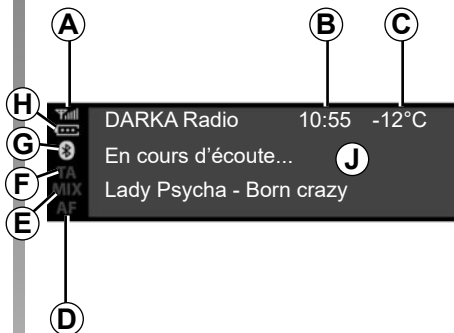 A B C
H
DARKA Radio 10:55 -12°C
G
En cours d'écoute... J
F TA
Lady Psycha - Born crazy
E MIX
AF
D